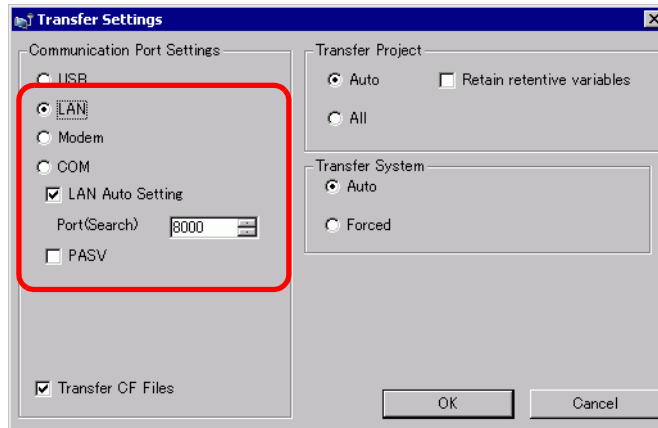 Transfer Settings
Communication Port Settings
USB
LAN
Modem
COM
LAN Auto Setting
Port(Search) 8000
PASV
Transfer CF Files
Transfer Project
Auto Retain retentive variables
All
Transfer System
Auto
Forced
OK Cancel